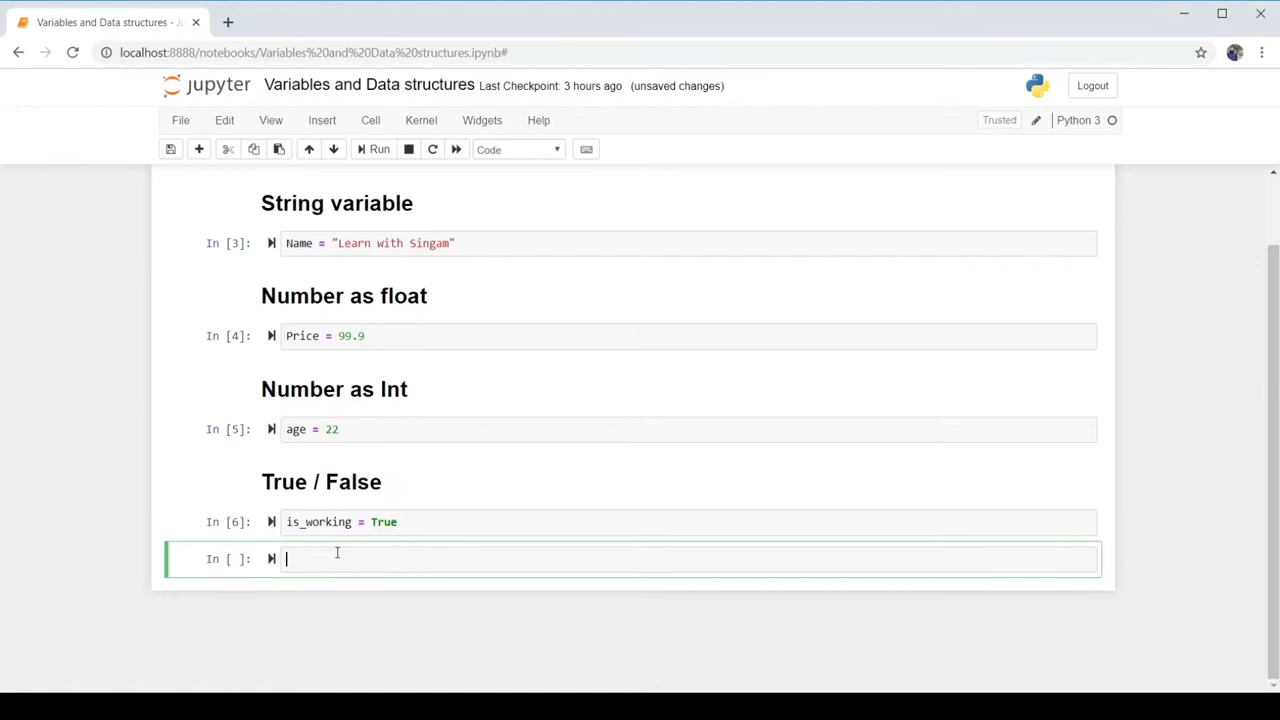 Variables and Data structures - Ju
localhost:8888/notebooks/Variables%20and%20Data%20structures.ipynb#
jupyter Variables and Data structures Last Checkpoint: 3 hours ago (unsaved changes) Logout
File Edit View Insert Cell Kernel Widgets Help Trusted Python 3
Run Code
String variable
In [3]: Name = "Learn with Singam"
Number as float
In [4]: Price = 99.9
Number as Int
In [5]: age = 22
True / False
In [6]: is_working = True
In [ ]: